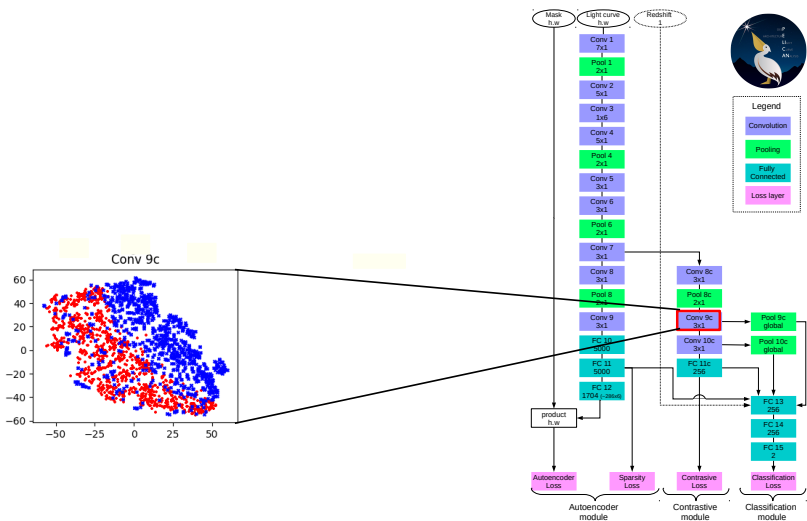 Mask
h.w
Light curve
h.w
Redshift
1
Conv 1
7x1
Pool 1
2x1
Conv 2
5x1
Conv 3
1x6
Conv 4
5x1
Pool 4
2x1
Conv 5
3x1
Conv 6
3x1
Pool 6
2x1
Conv 7
3x1
Conv 8
3x1
Pool 8
2x1
Conv 9
3x1
FC 10
5000
FC 11
5000
FC 12
1704
product
h.w
Conv 8c
3x1
Pool 8c
2x1
Conv 9c
3x1
Conv 10c
3x1
FC 11c
256
Pool 9c
global
Pool 10c
global
FC 13
256
FC 14
256
FC 15
2
Autoencoder
Loss
Sparsity
Loss
Contrasive
Loss
Classification
Loss
Autoencoder
module
Contrastive
module
Classification
module
P
E
LI
C
AN
Legend
Convolution
Pooling
Fully
Connected
Loss layer
Conv 9c
60
40
20
0
−20
−40
−60
−50
−25
0
25
50